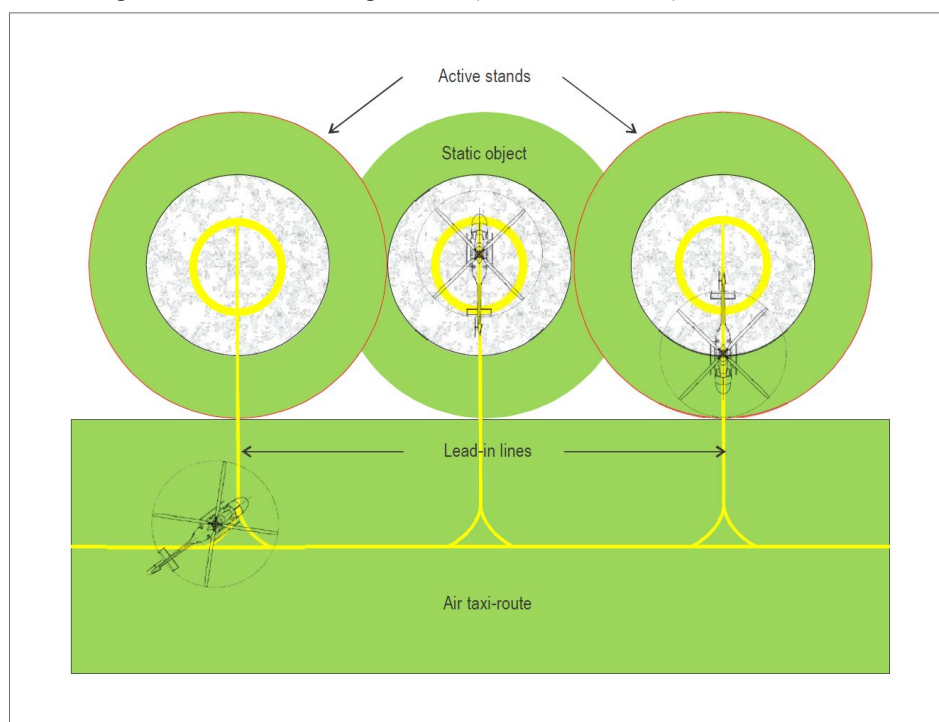 Active stands
Static object
Lead-in lines
Air taxi-route